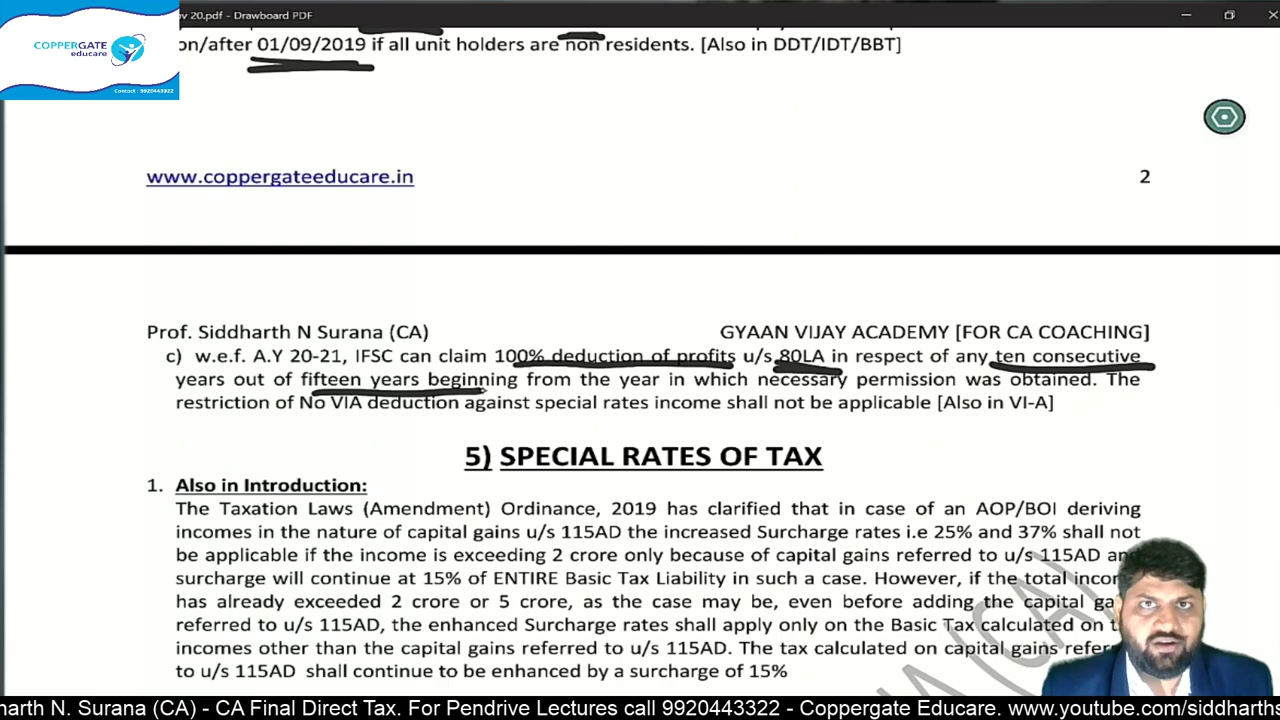 COPPERGATE
educare
Contact : 9920443922
ov 20.pdf - Drawboard PDF
on/after 01/09/2019 if all unit holders are non residents. [Also in DDT/IDT/BBT]
www.coppergateeducare.in
2
Prof. Siddharth N Surana (CA)
GYAAN VIJAY ACADEMY [FOR CA COACHING]
c) w.e.f. A.Y 20-21, IFSC can claim 100% deduction of profits u/s 80LA in respect of any ten consecutive
years out of fifteen years beginning from the year in which necessary permission was obtained. The
restriction of No VIA deduction against special rates income shall not be applicable [Also in VI-A]
5) SPECIAL RATES OF TAX
1. Also in Introduction:
The Taxation Laws (Amendment) Ordinance, 2019 has clarified that in case of an AOP/BOI deriving
incomes in the nature of capital gains u/s 115AD the increased Surcharge rates i.e 25% and 37% shall not
be applicable if the income is exceeding 2 crore only because of capital gains referred to u/s 115AD and
surcharge will continue at 15% of ENTIRE Basic Tax Liability in such a case. However, if the total incom
has already exceeded 2 crore or 5 crore, as the case may be, even before adding the capital ga
referred to u/s 115AD, the enhanced Surcharge rates shall apply only on the Basic Tax calculated on t
incomes other than the capital gains referred to u/s 115AD. The tax calculated on capital gains refer
to u/s 115AD shall continue to be enhanced by a surcharge of 15%
harth N. Surana (CA) - CA Final Direct Tax. For Pendrive Lectures call 9920443322 - Coppergate Educare. www.youtube.com/siddharths